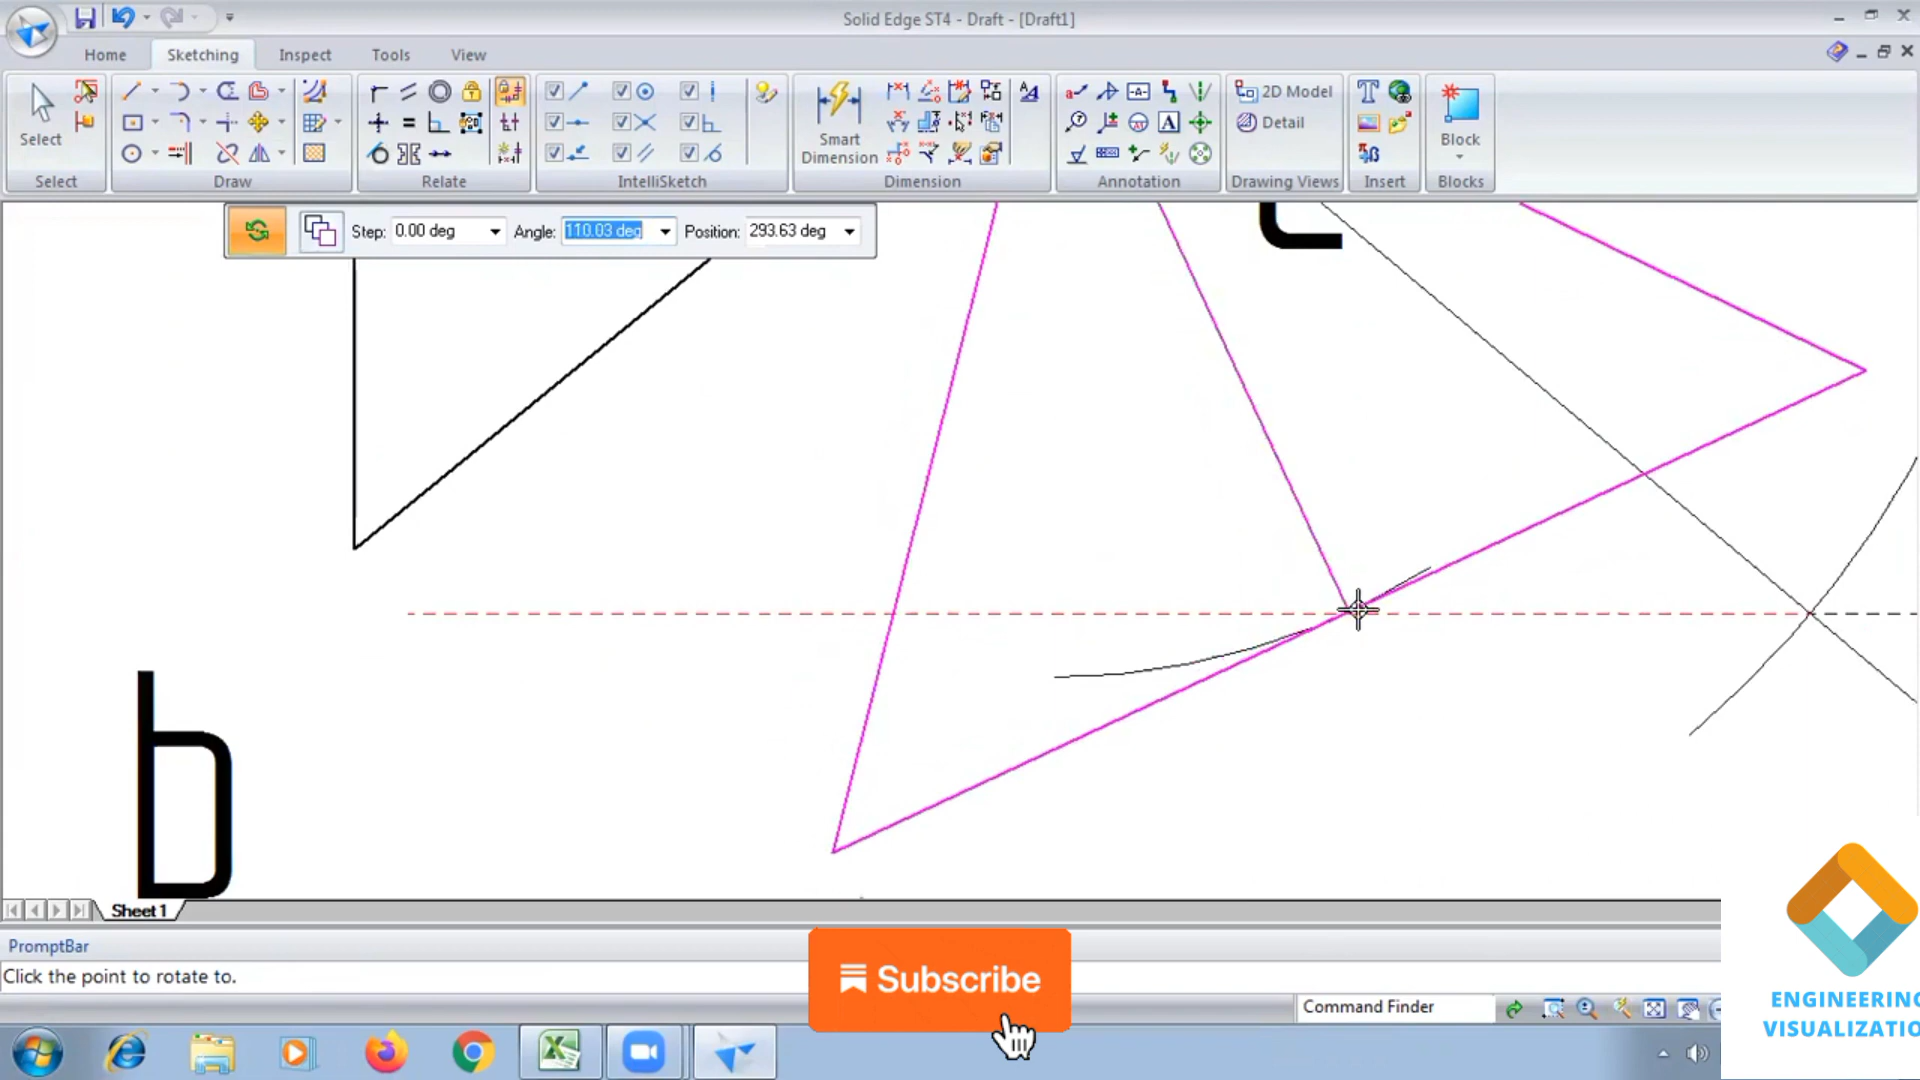 Solid Edge ST4 - Draft - [Draft1]
Home
Sketching
Inspect
Tools
View
Select
Smart
Dimension
2D Model
Detail
Block
Select
Draw
Relate
IntelliSketch
Dimension
Annotation
Drawing Views
Insert
Blocks
Step: 0.00 deg
Angle: 110.03 deg
Position: 293.63 deg
b
Sheet 1
PromptBar
Click the point to rotate to.
Subscribe
Command Finder
ENGINEERING
VISUALIZATIO